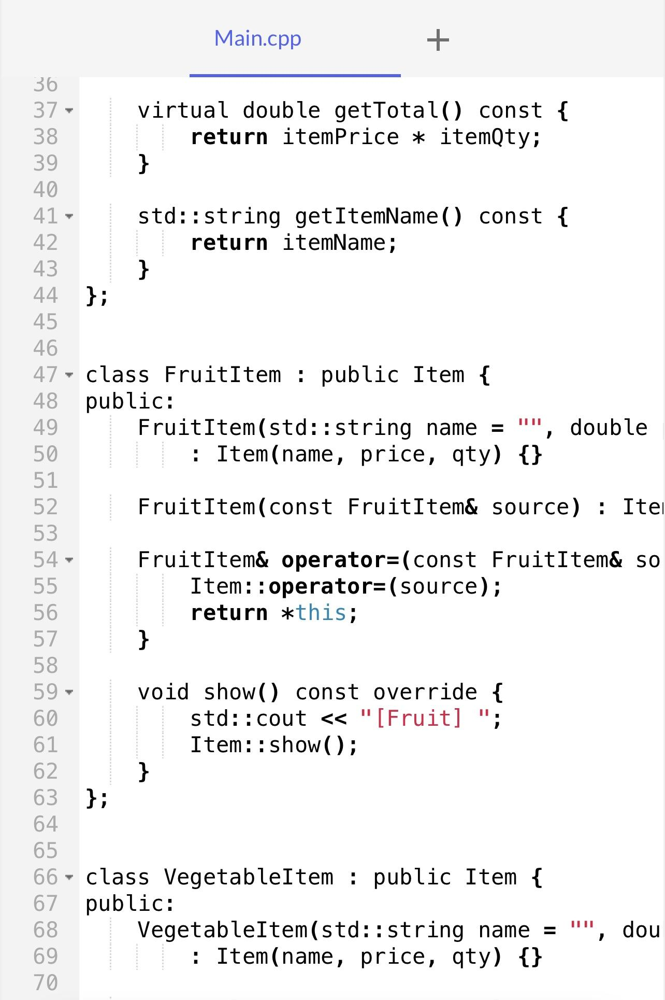 Main.cpp +
36
37 virtual double getTotal() const {
38 return itemPrice * itemQty;
39 }
40
41 std::string getItemName() const {
42 return itemName;
43 }
44 };
45
46
47 class FruitItem : public Item {
48 public:
49 FruitItem(std::string name = "", double
50 : Item(name, price, qty) {}
51
52 FruitItem(const FruitItem& source) : Item
53
54 FruitItem& operator=(const FruitItem& so
55 Item::operator=(source);
56 return *this;
57 }
58
59 void show() const override {
60 std::cout << "[Fruit] ";
61 Item::show();
62 }
63 };
64
65
66 class VegetableItem : public Item {
67 public:
68 VegetableItem(std::string name = "", dou
69 : Item(name, price, qty) {}
70